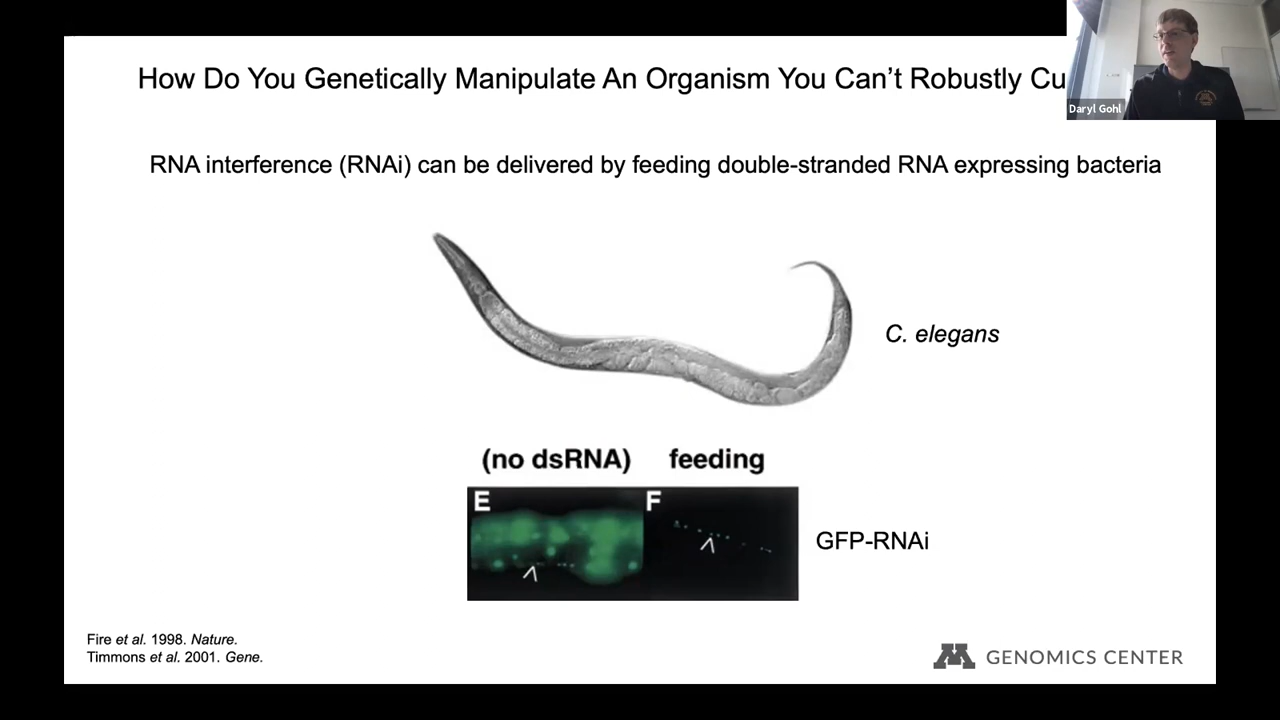 How Do You Genetically Manipulate An Organism You Can't Robustly Cu
Daryl Gohl
RNA interference (RNAi) can be delivered by feeding double-stranded RNA expressing bacteria
C. elegans
(no dsRNA) feeding
E F
GFP-RNAi
Fire et al. 1998. Nature.
Timmons et al. 2001. Gene.
GENOMICS CENTER